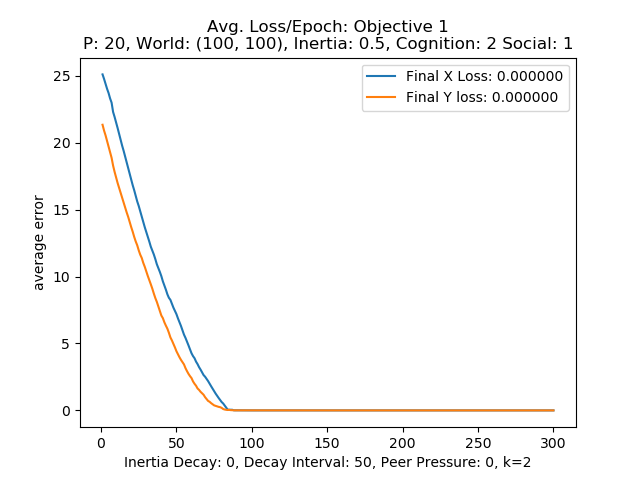 Avg. Loss/Epoch: Objective 1
P: 20, World: (100, 100), Inertia: 0.5, Cognition: 2 Social: 1
Final X Loss: 0.000000
Final Y loss: 0.000000
25
20
15
10
5
0
average error
0 50 100 150 200 250 300
Inertia Decay: 0, Decay Interval: 50, Peer Pressure: 0, k=2